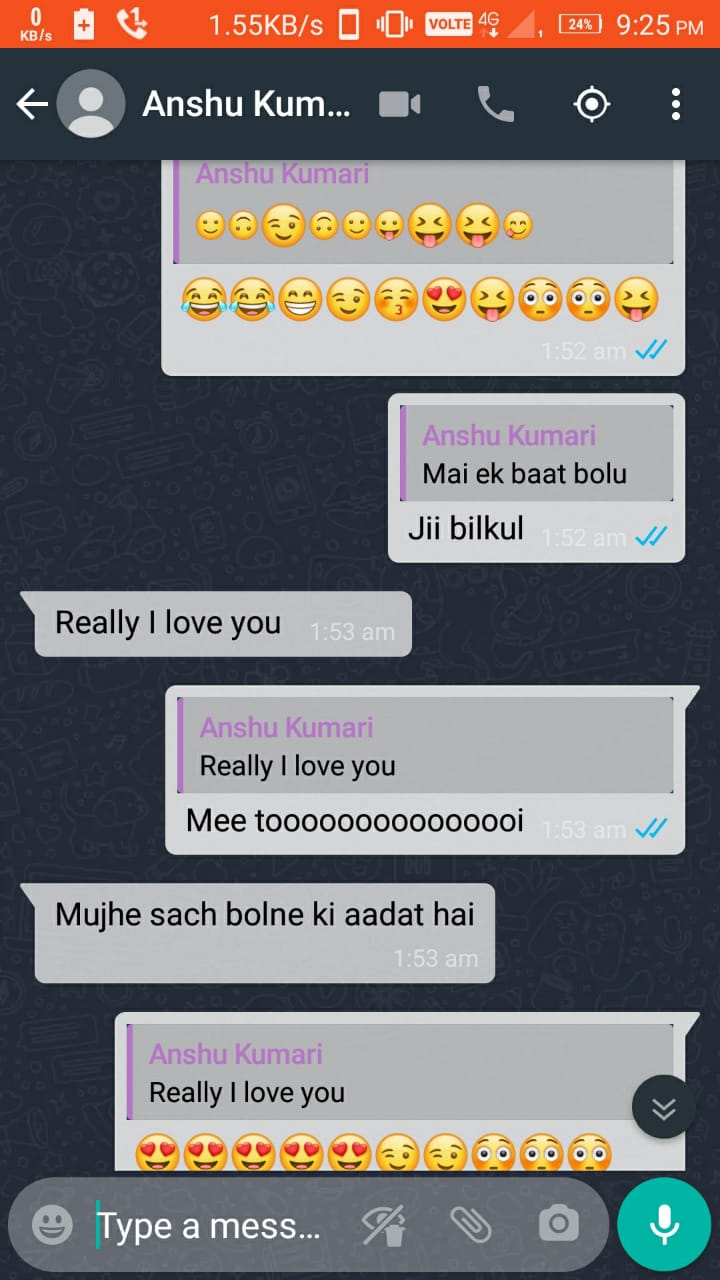 0
KB/s
1.55KB/s VOLTE 4G 24% 9:25 PM
Anshu Kum...
Anshu Kumari
🙂🙃😉🙃🙂😛😝😝😋
😂😂😁😉😚😍😝😳😳😝
1:52 am
Anshu Kumari
Mai ek baat bolu
Jii bilkul 1:52 am
Really I love you 1:53 am
Anshu Kumari
Really I love you
Mee toooooooooooooooi 1:53 am
Mujhe sach bolne ki aadat hai
1:53 am
Anshu Kumari
Really I love you
😍😍😍😍😍😉😉😳😳😳
Type a mess...